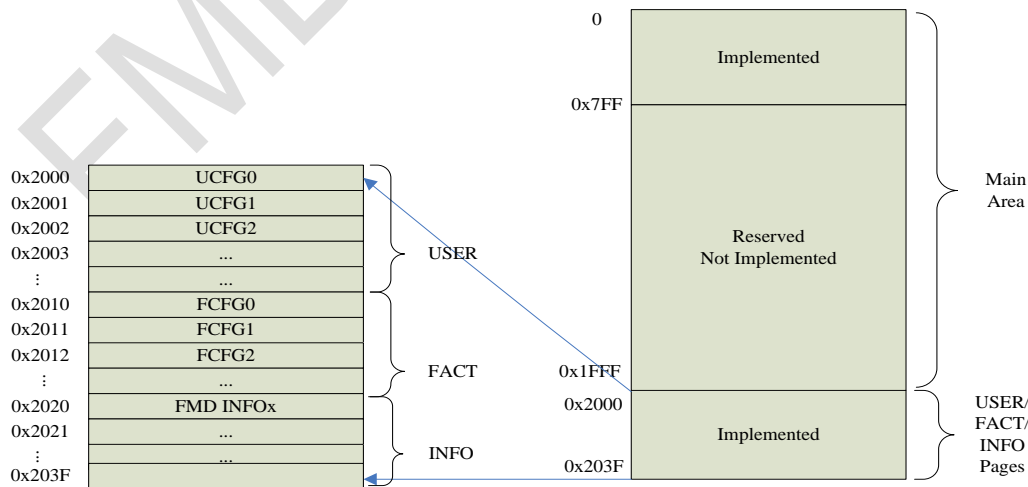 FMD
0x2000 UCFG0
0x2001 UCFG1
0x2002 UCFG2
0x2003 ...
⋮ ...
0x2010 FCFG0
0x2011 FCFG1
0x2012 FCFG2
⋮ ...
0x2020 FMD INFOx
0x2021 ...
⋮ ...
0x203F
USER
FACT
INFO
0
Implemented
0x7FF
Reserved
Not Implemented
0x1FFF
0x2000
Implemented
0x203F
Main
Area
USER/
FACT/
INFO
Pages